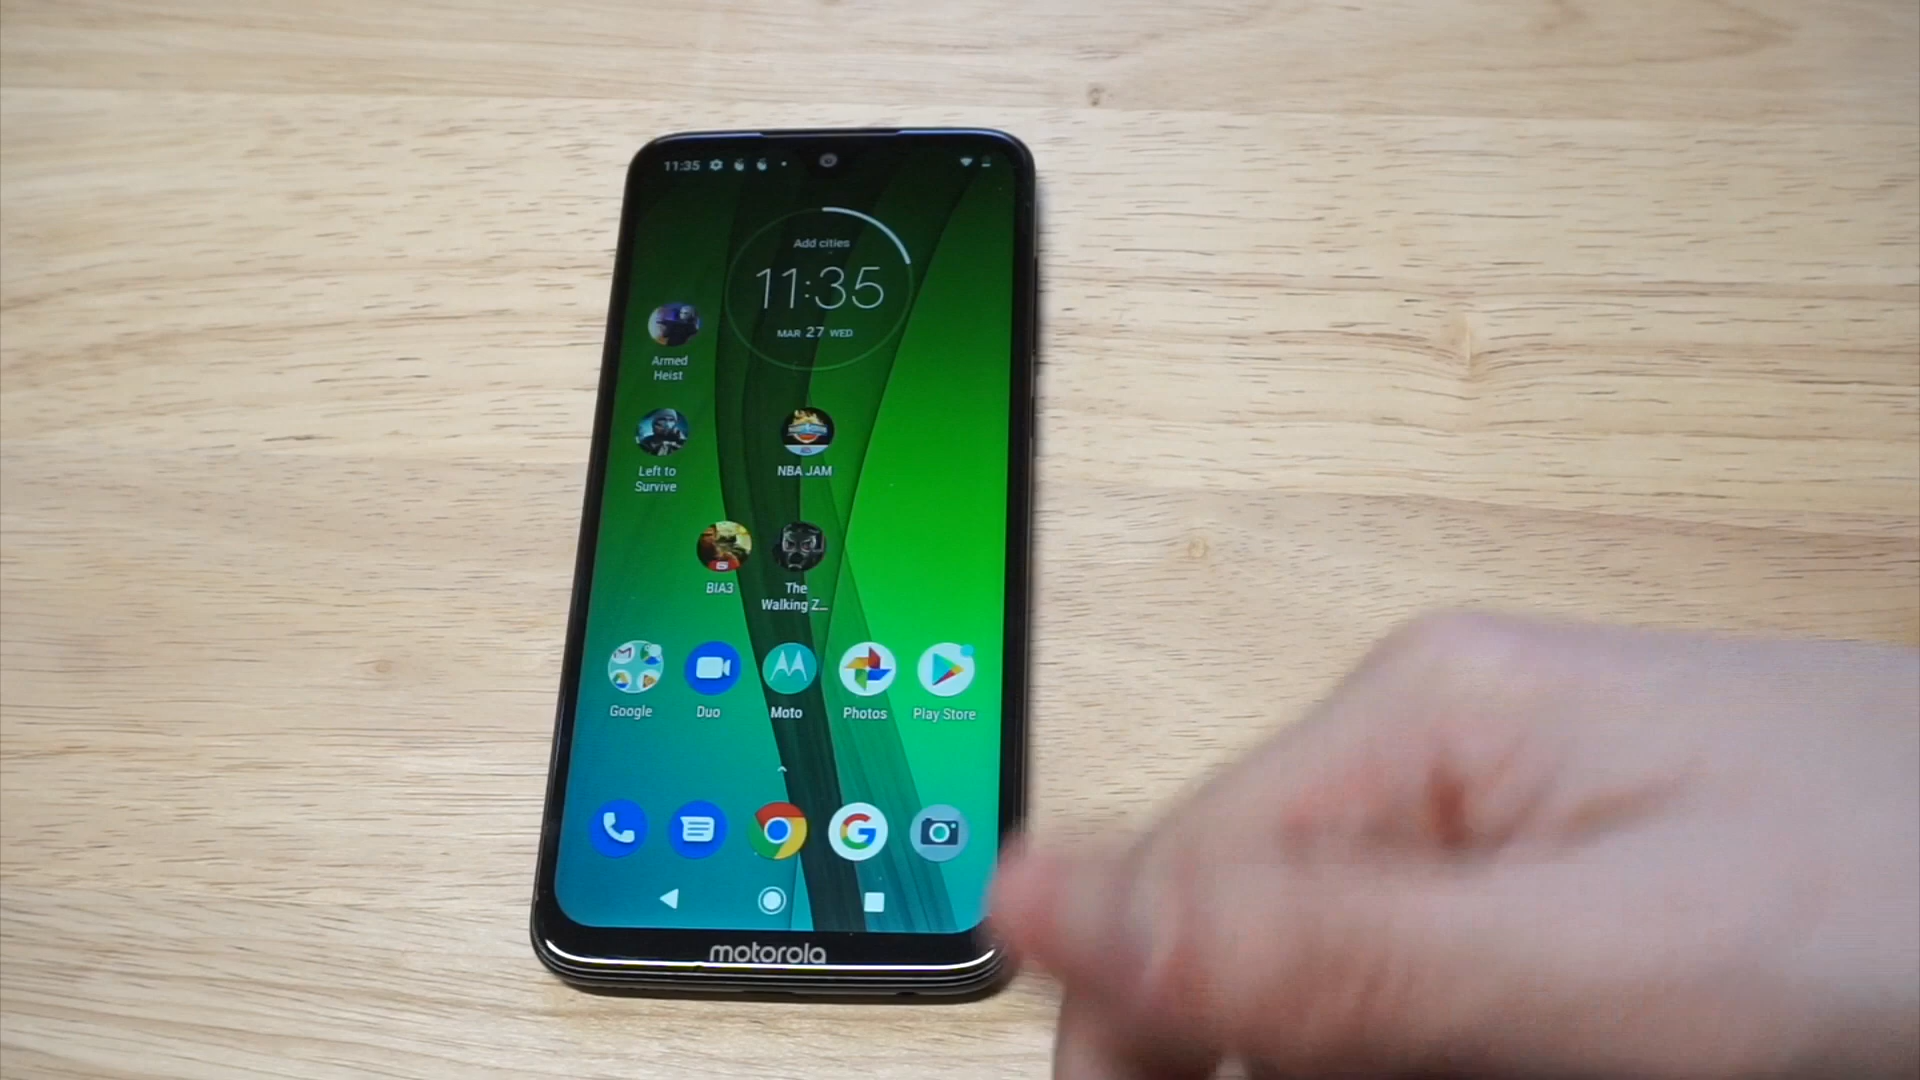 11:35
Add cities
11:35
MAR 27 WED
Armed
Heist
Left to
Survive
NBA JAM
BIA3
The
Walking Z...
Google
Duo
Moto
Photos
Play Store
motorola